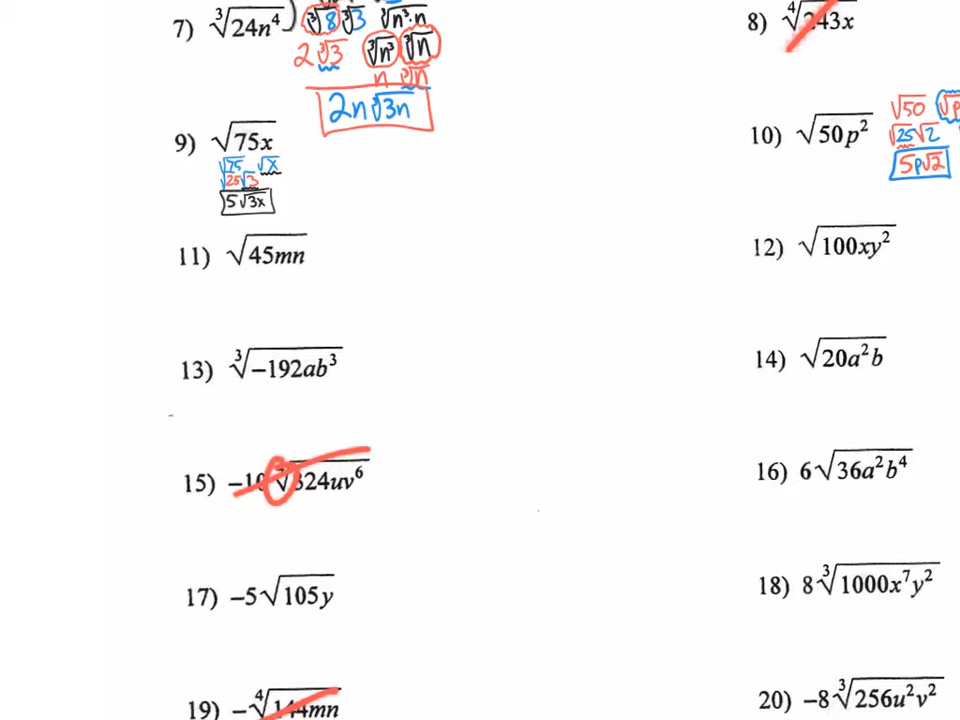 7) ∛24n⁴) ∛8 ∛3 ∛n³·n
2 ∛3 ∛n³ ∛n
n ∛n
2n∛3n
8) ∜243x
9) √75x
√75 √x
√25 √3
5√3x
10) √50p² √50 √p
√25 √2
5p√2
11) √45mn
12) √100xy²
13) ∛-192ab³
14) √20a²b
15) -10 √324uv⁶
16) 6√36a²b⁴
17) -5√105y
18) 8∛1000x⁷y²
19) -∜144mn
20) -8∛256u²v²